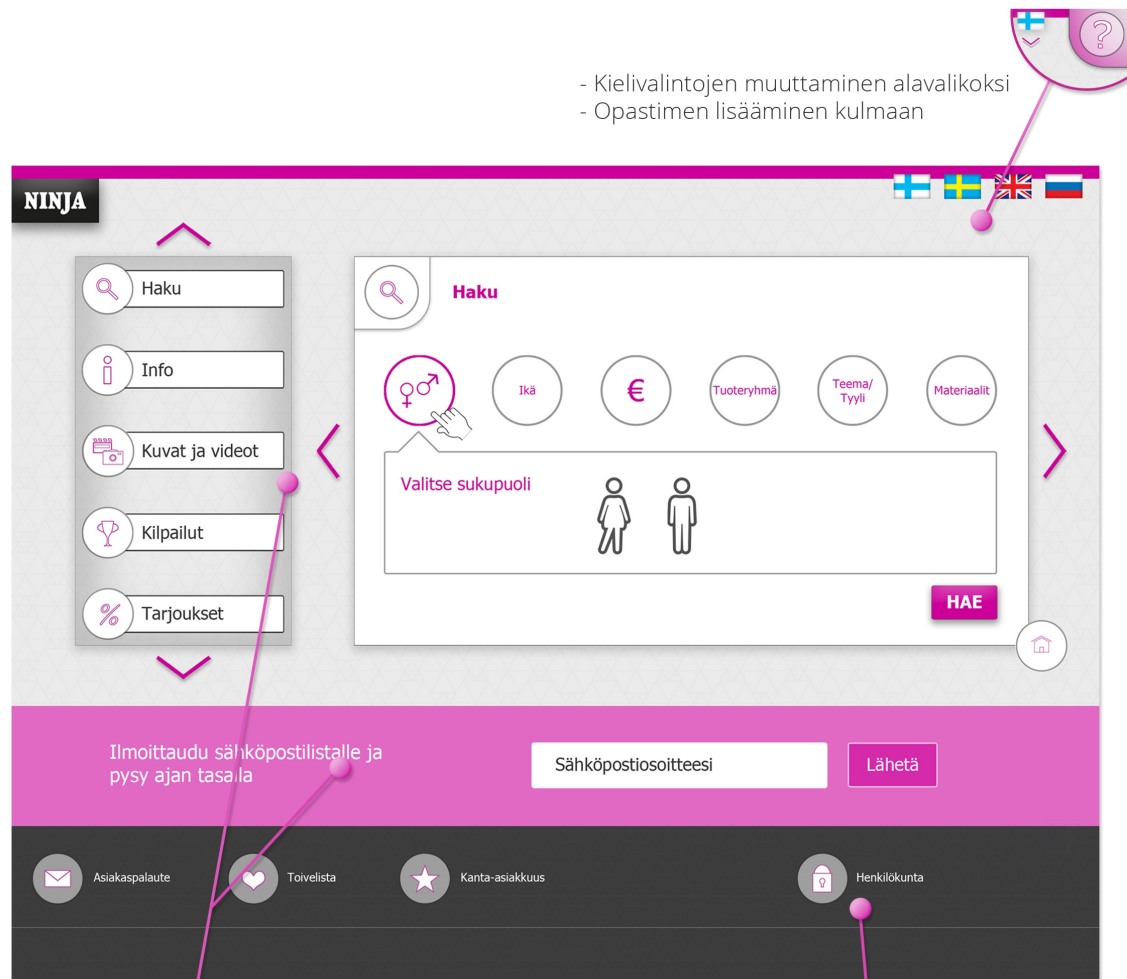 - Kielivalintojen muuttaminen alavalikoksi
- Opastimen lisääminen kulmaan
?
NINJA
Haku
Info
Kuvat ja videot
Kilpailut
Tarjoukset
Haku
Ikä
€
Tuoteryhmä
Teema/
Tyyli
Materiaalit
Valitse sukupuoli
HAE
Ilmoittaudu sähköpostilistalle ja
pysy ajan tasalla
Sähköpostiosoitteesi
Lähetä
Asiakaspalaute
Toivelista
Kanta-asiakkuus
Henkilökunta